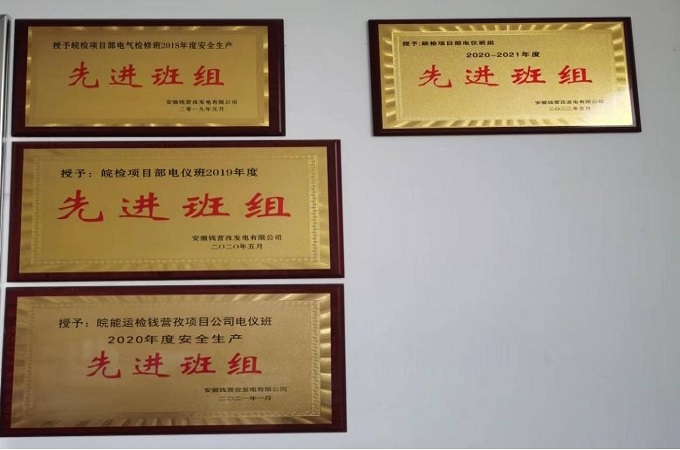 授予皖检项目部电气检修班2018年度安全生产
先进班组
安徽钱营孜发电有限公司
二零一九年元月
授予:皖检项目部电仪班组
2020-2021年度
先进班组
安徽钱营孜发电有限公司
二〇二二年五月
授予：皖检项目部电仪班2019年度
先进班组
安徽钱营孜发电有限公司
二〇二〇年五月
授予：皖能运检钱营孜项目公司电仪班
2020年度安全生产
先进班组
安徽钱营孜发电有限公司
二〇二一年一月